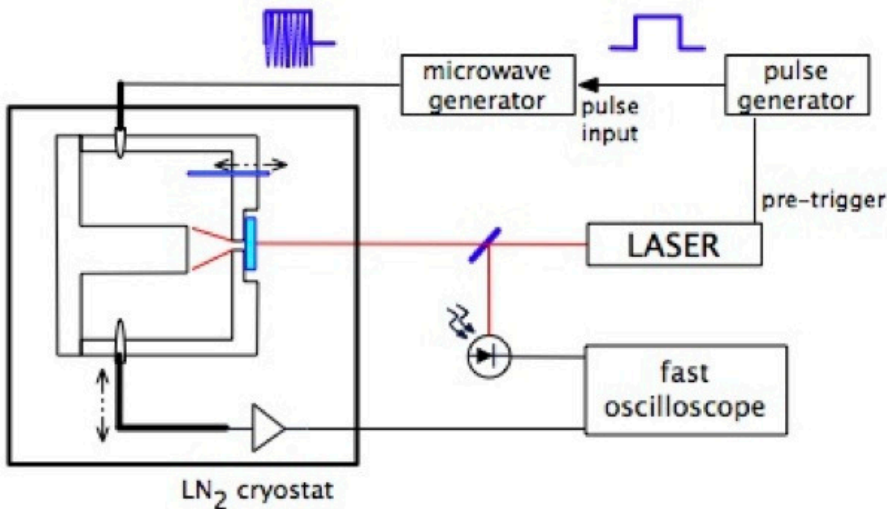 microwave
generator
pulse
generator
pulse
input
pre-trigger
LASER
fast
oscilloscope
LN2 cryostat